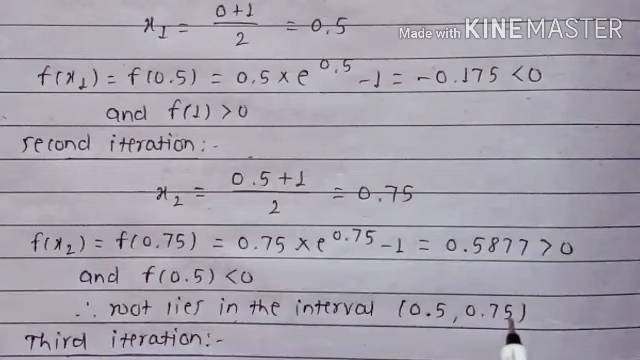 x₁ = (0+1)/2 = 0.5
Made with KINEMASTER
f(x₁) = f(0.5) = 0.5 × e^0.5 - 1 = -0.175 < 0
and f(1) > 0
second iteration :-
x₂ = (0.5 + 1)/2 = 0.75
f(x₂) = f(0.75) = 0.75 × e^0.75 - 1 = 0.5877 > 0
and f(0.5) < 0
∴ root lies in the interval (0.5, 0.75)
Third iteration :-